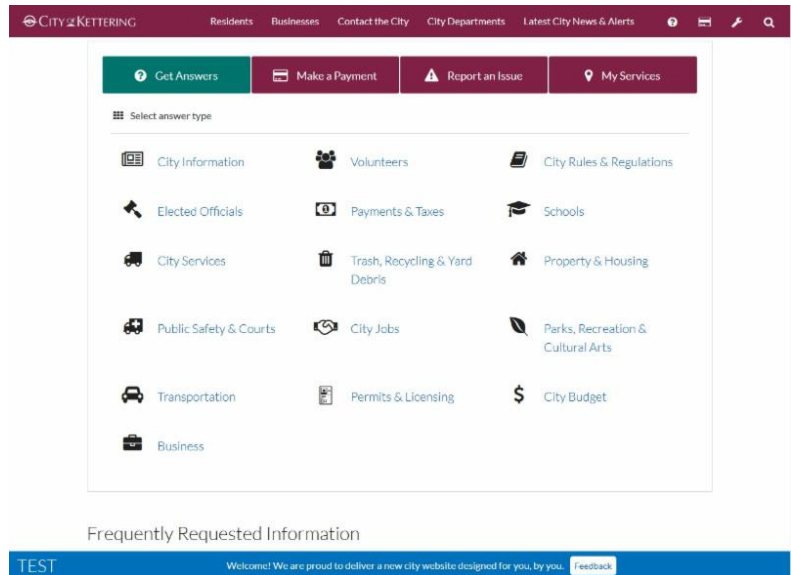 CITY OF KETTERING Residents Businesses Contact the City City Departments Latest City News & Alerts
Get Answers Make a Payment Report an Issue My Services
Select answer type
City Information Volunteers City Rules & Regulations
Elected Officials Payments & Taxes Schools
City Services Trash, Recycling & Yard Debris Property & Housing
Public Safety & Courts City Jobs Parks, Recreation & Cultural Arts
Transportation Permits & Licensing City Budget
Business
Frequently Requested Information
TEST Welcome! We are proud to deliver a new city website designed for you, by you. Feedback